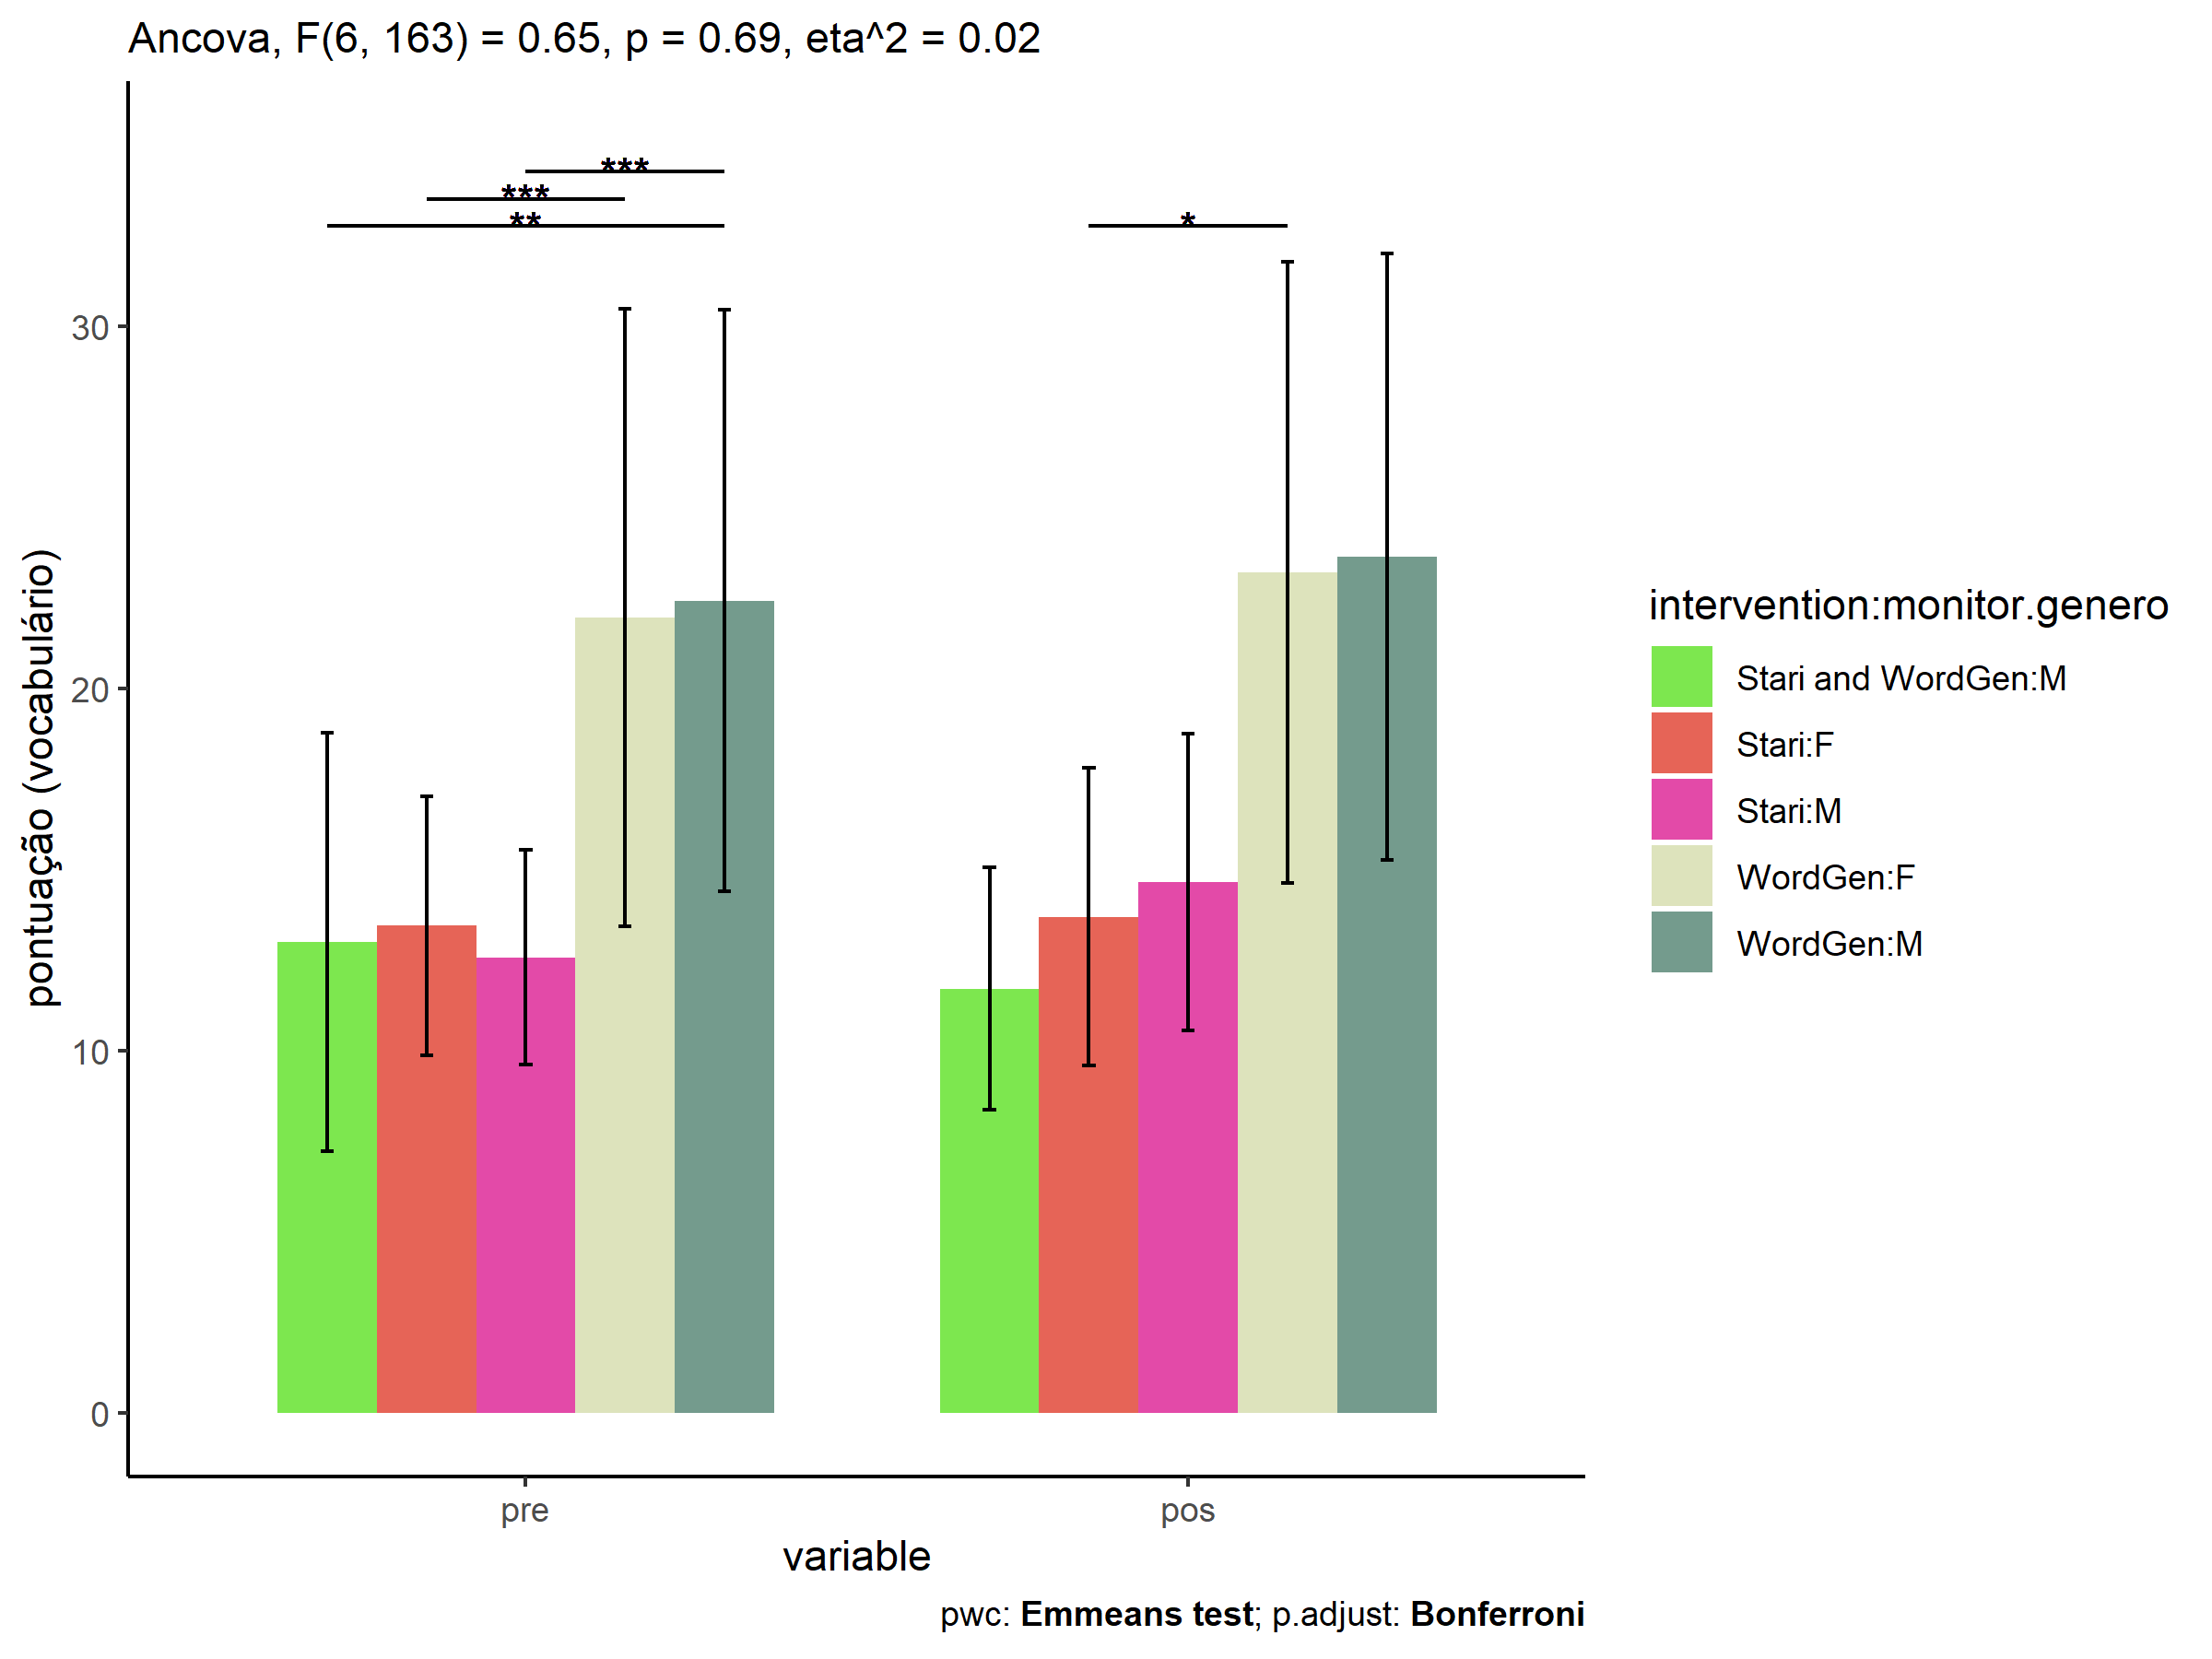 Ancova, F(6, 163) = 0.65, p = 0.69, eta^2 = 0.02
***
***
**
*
30
20
10
0
pontuação (vocabulário)
pre
pos
variable
pwc: Emmeans test; p.adjust: Bonferroni
intervention:monitor.genero
Stari and WordGen:M
Stari:F
Stari:M
WordGen:F
WordGen:M